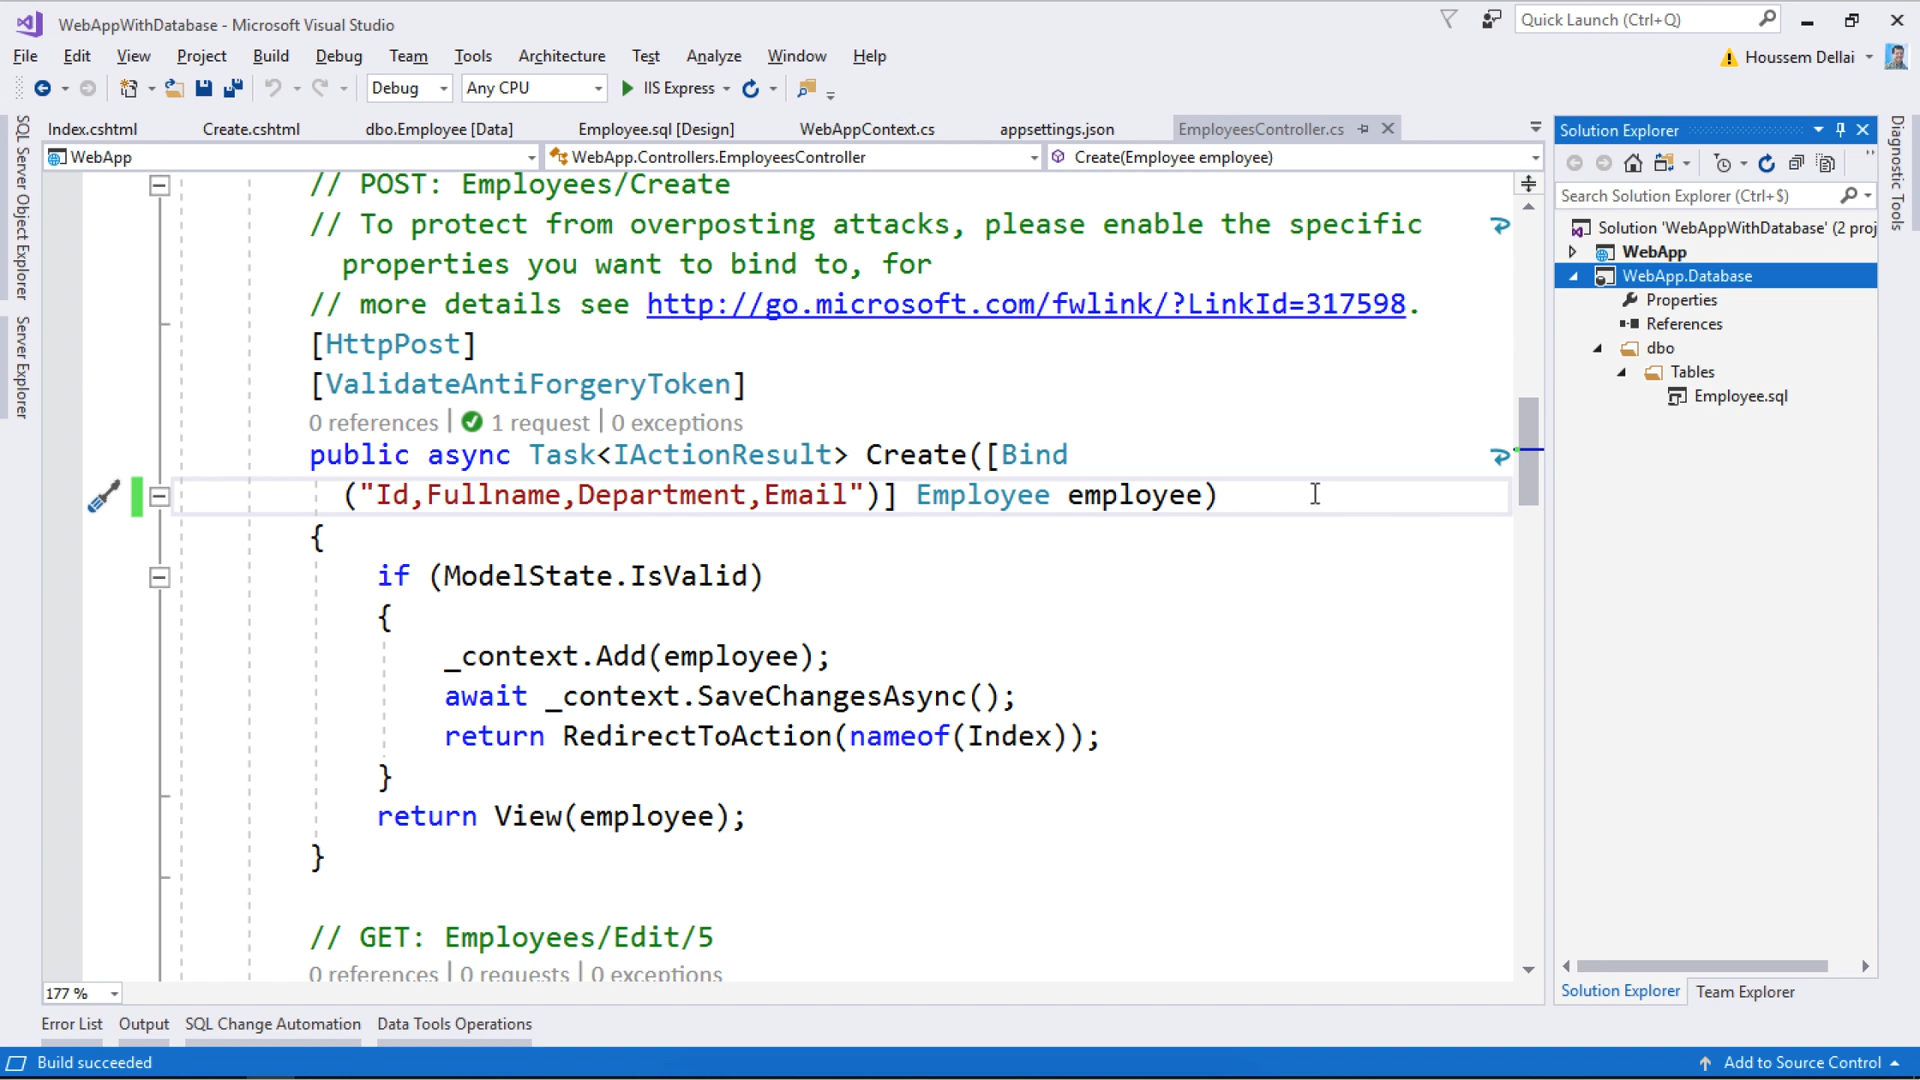 WebAppWithDatabase - Microsoft Visual Studio
Quick Launch (Ctrl+Q)
File Edit View Project Build Debug Team Tools Architecture Test Analyze Window Help
Houssem Dellai
Debug Any CPU IIS Express
Index.cshtml Create.cshtml dbo.Employee [Data] Employee.sql [Design] WebAppContext.cs appsettings.json EmployeesController.cs
WebApp WebApp.Controllers.EmployeesController Create(Employee employee)
SQL Server Object Explorer
Server Explorer
// POST: Employees/Create
// To protect from overposting attacks, please enable the specific
properties you want to bind to, for
// more details see http://go.microsoft.com/fwlink/?LinkId=317598.
[HttpPost]
[ValidateAntiForgeryToken]
0 references | 1 request | 0 exceptions
public async Task<IActionResult> Create([Bind
("Id,Fullname,Department,Email")] Employee employee)
{
if (ModelState.IsValid)
{
_context.Add(employee);
await _context.SaveChangesAsync();
return RedirectToAction(nameof(Index));
}
return View(employee);
}
// GET: Employees/Edit/5
0 references | 0 requests | 0 exceptions
177 %
Solution Explorer
Search Solution Explorer (Ctrl+$)
Solution 'WebAppWithDatabase' (2 proj
WebApp
WebApp.Database
Properties
References
dbo
Tables
Employee.sql
Solution Explorer Team Explorer
Diagnostic Tools
Error List Output SQL Change Automation Data Tools Operations
Build succeeded
Add to Source Control